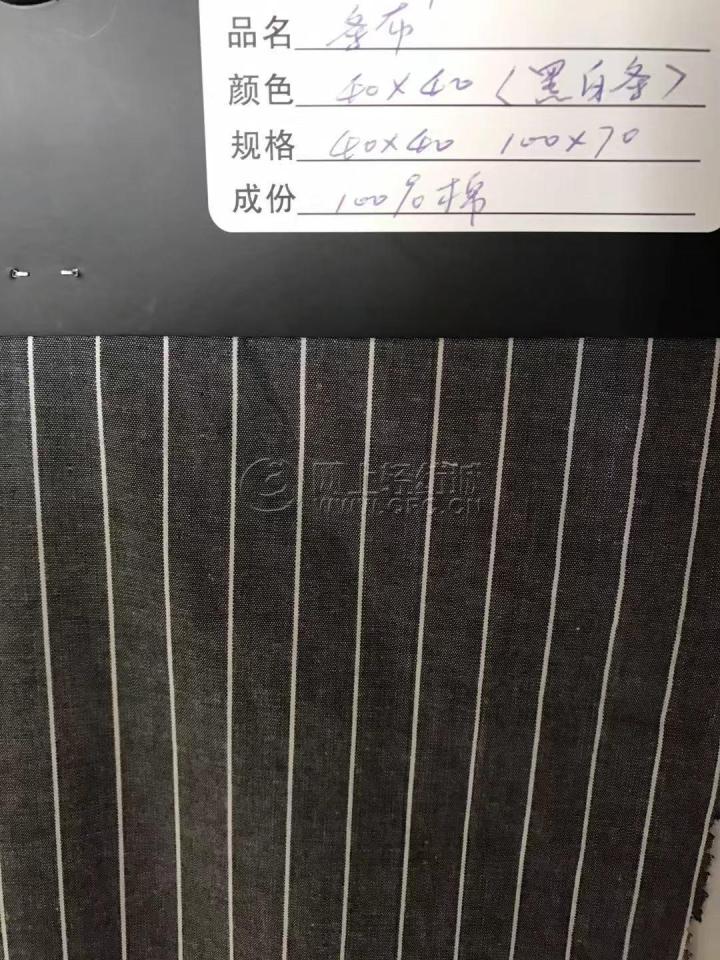 品名 条布
颜色 40×40 (黑白条)
规格 40×40 100×70
成份 100%棉
网上轻纺城
WWW.QFC.CN